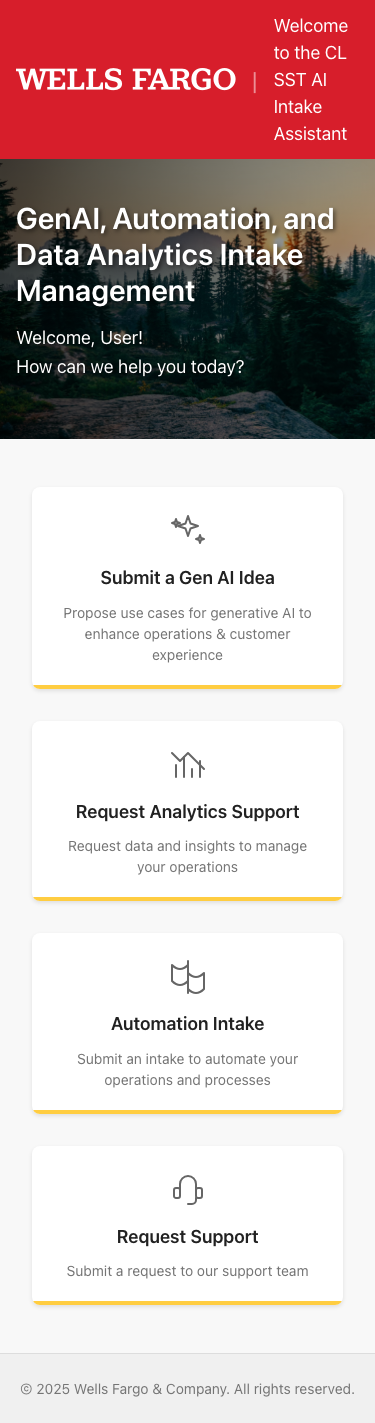 WELLS FARGO
|
Welcome
to the CL
SST AI
Intake
Assistant
GenAI, Automation, and
Data Analytics Intake
Management
Welcome, User!
How can we help you today?
Submit a Gen AI Idea
Propose use cases for generative AI to
enhance operations & customer
experience
Request Analytics Support
Request data and insights to manage
your operations
Automation Intake
Submit an intake to automate your
operations and processes
Request Support
Submit a request to our support team
© 2025 Wells Fargo & Company. All rights reserved.